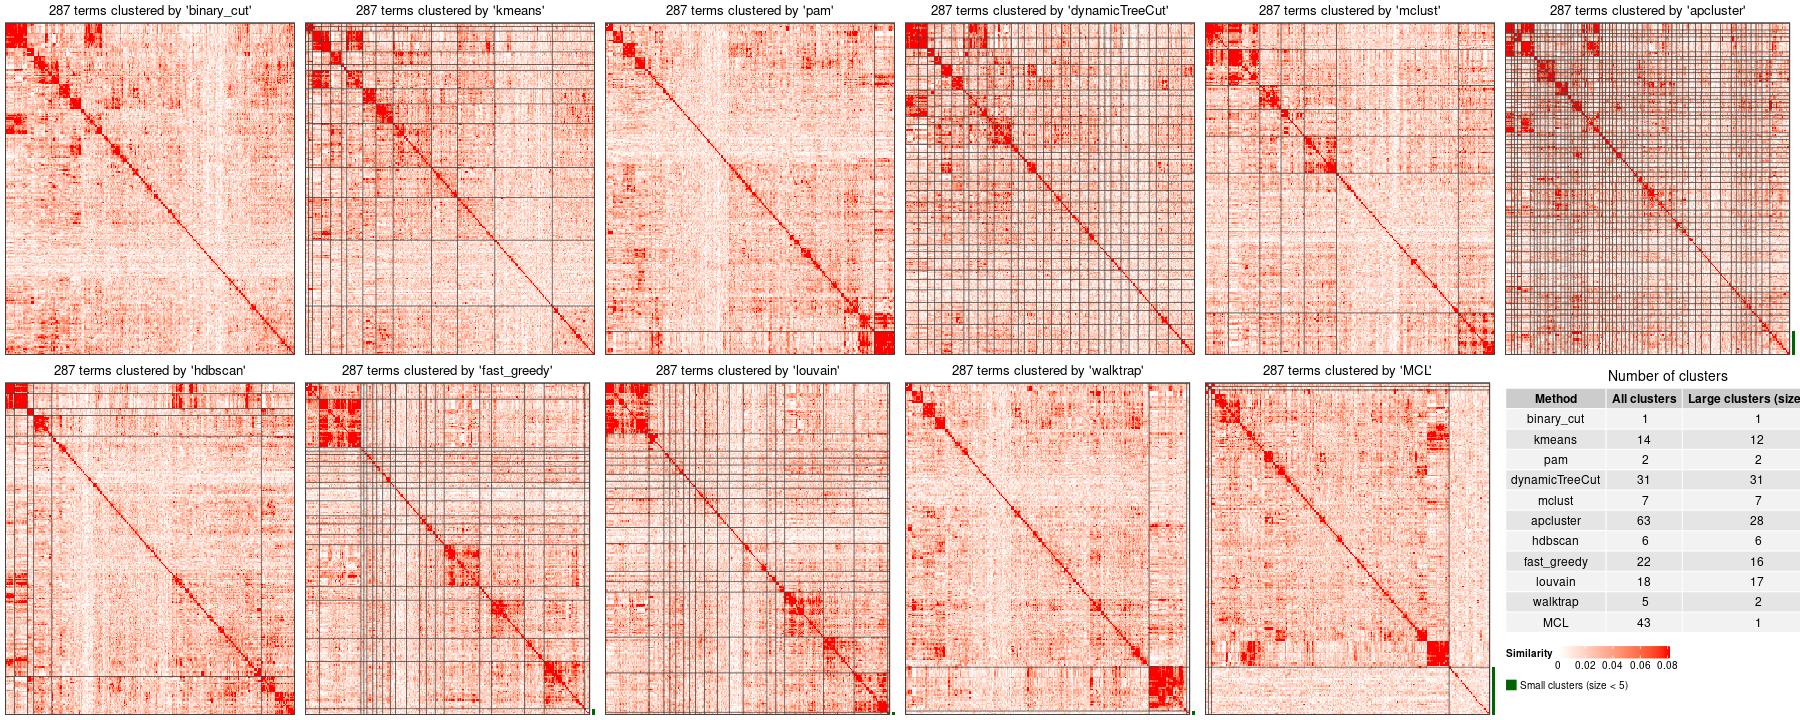 287 terms clustered by 'binary_cut'
287 terms clustered by 'kmeans'
287 terms clustered by 'pam'
287 terms clustered by 'dynamicTreeCut'
287 terms clustered by 'mclust'
287 terms clustered by 'apcluster'
287 terms clustered by 'hdbscan'
287 terms clustered by 'fast_greedy'
287 terms clustered by 'louvain'
287 terms clustered by 'walktrap'
287 terms clustered by 'MCL'
Number of clusters
Method All clusters Large clusters (size
binary_cut 1 1
kmeans 14 12
pam 2 2
dynamicTreeCut 31 31
mclust 7 7
apcluster 63 28
hdbscan 6 6
fast_greedy 22 16
louvain 18 17
walktrap 5 2
MCL 43 1
Similarity
0 0.02 0.04 0.06 0.08
Small clusters (size < 5)